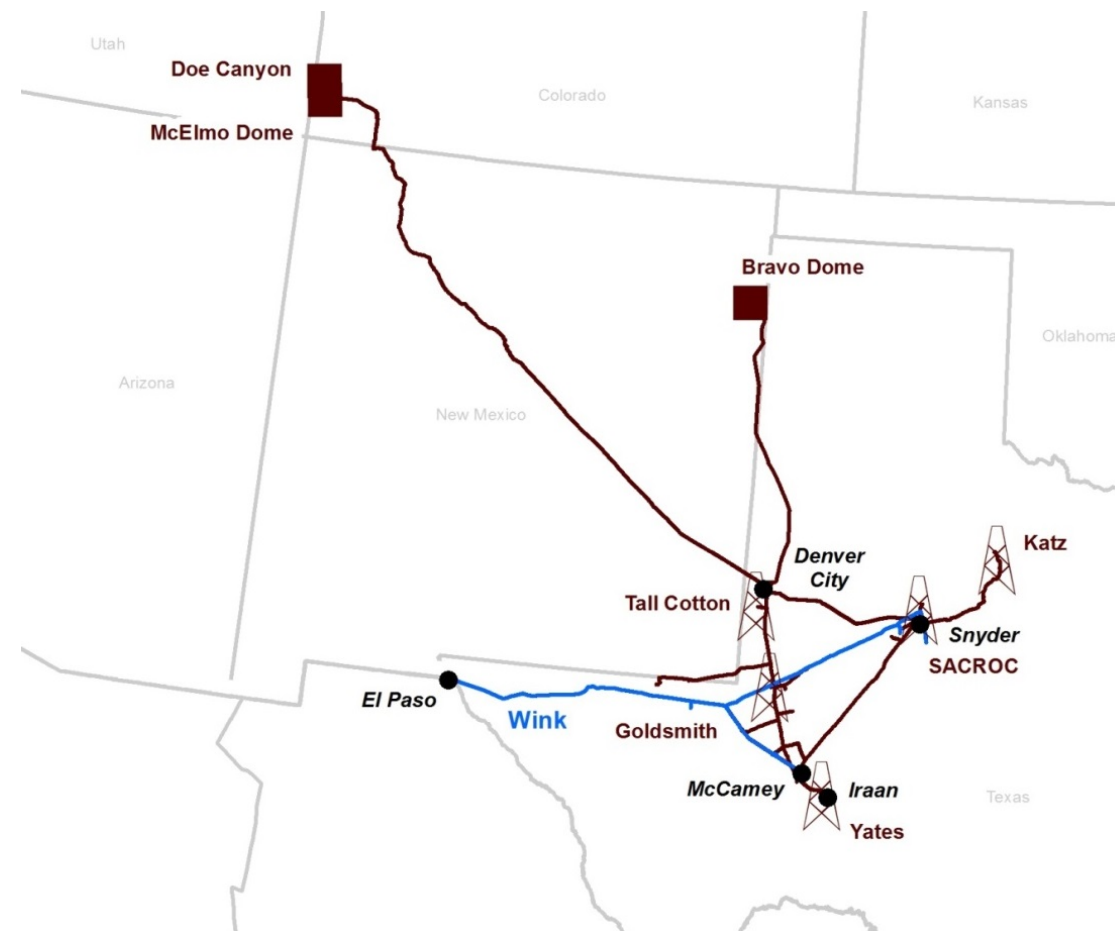 Utah
Doe Canyon
Colorado
Kansas
McElmo Dome
Bravo Dome
Oklahoma
Arizona
New Mexico
Katz
Denver
City
Tall Cotton
Snyder
SACROC
El Paso
Wink
Goldsmith
McCamey
Iraan
Texas
Yates